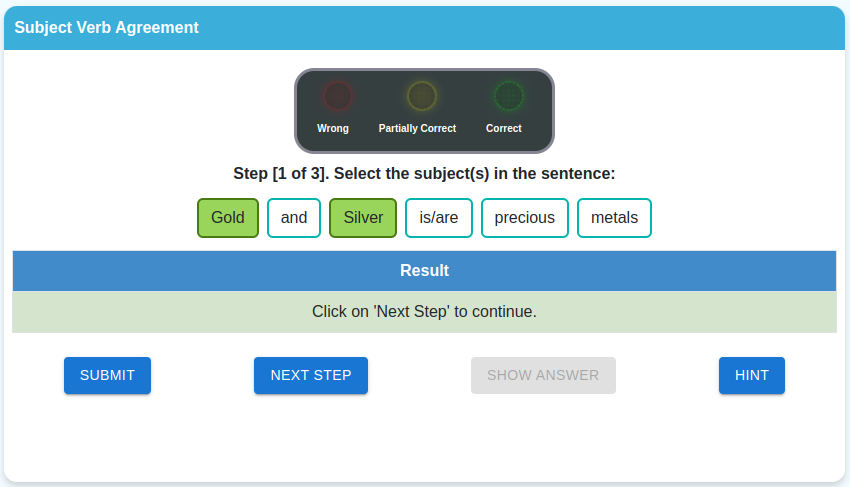 Subject Verb Agreement
Wrong Partially Correct Correct
Step [1 of 3]. Select the subject(s) in the sentence:
Gold and Silver is/are precious metals
Result
Click on 'Next Step' to continue.
SUBMIT NEXT STEP SHOW ANSWER HINT